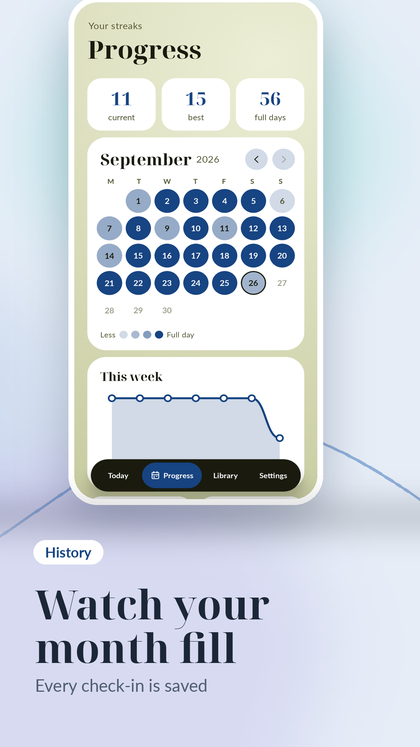 Your streaks
Progress
11 15 56
current best full days
September 2026
M T W T F S S
1 2 3 4 5 6
7 8 9 10 11 12 13
14 15 16 17 18 19 20
21 22 23 24 25 26 27
28 29 30
Less Full day
This week
Today Progress Library Settings
History
Watch your
month fill
Every check-in is saved